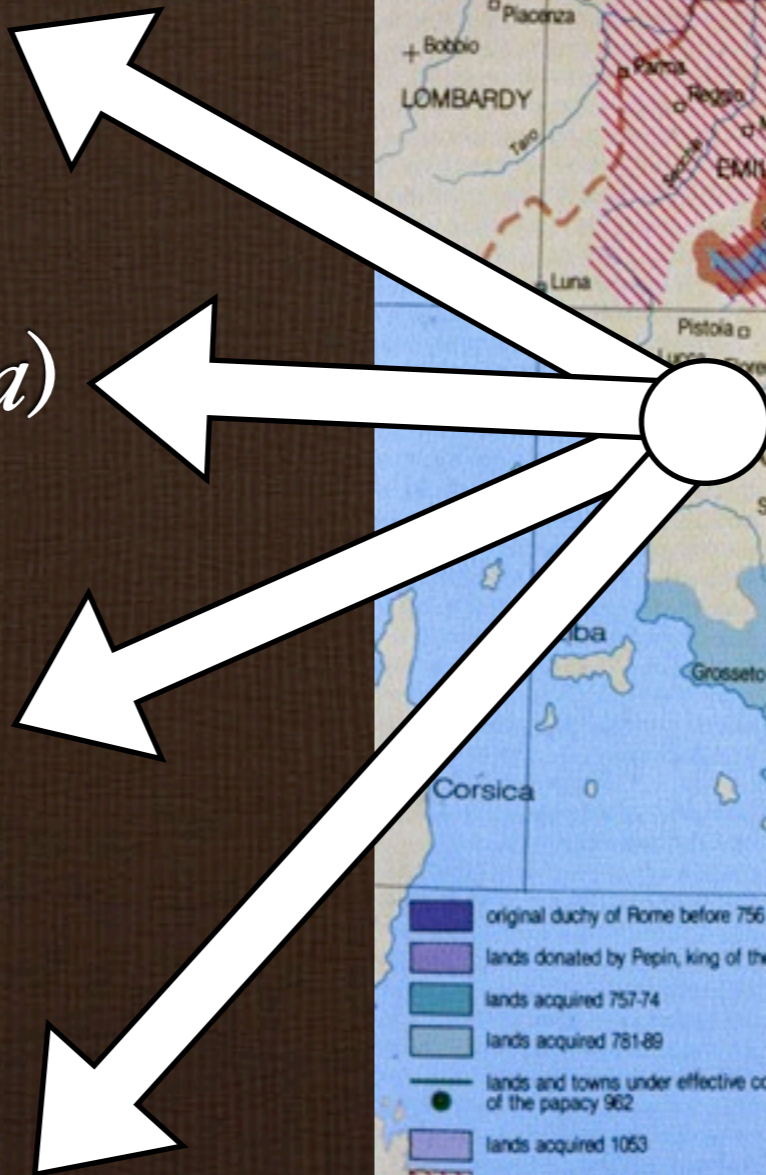 Piacenza
Bobbio
Parma
LOMBARDY
Reggio
Taro
Secchia
Luna
Pistoia
a)
Grosseto
Corsica
original duchy of Rome before 756
lands donated by Pepin, king of the
lands acquired 757-74
lands acquired 781-89
lands and towns under effective co
of the papacy 962
lands acquired 1053